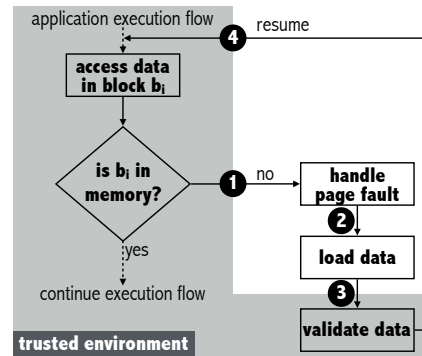 application execution flow
4
resume
access data
in block bi
is bi in
memory?
1
no
handle
page fault
2
yes
load data
3
continue execution flow
validate data
trusted environment